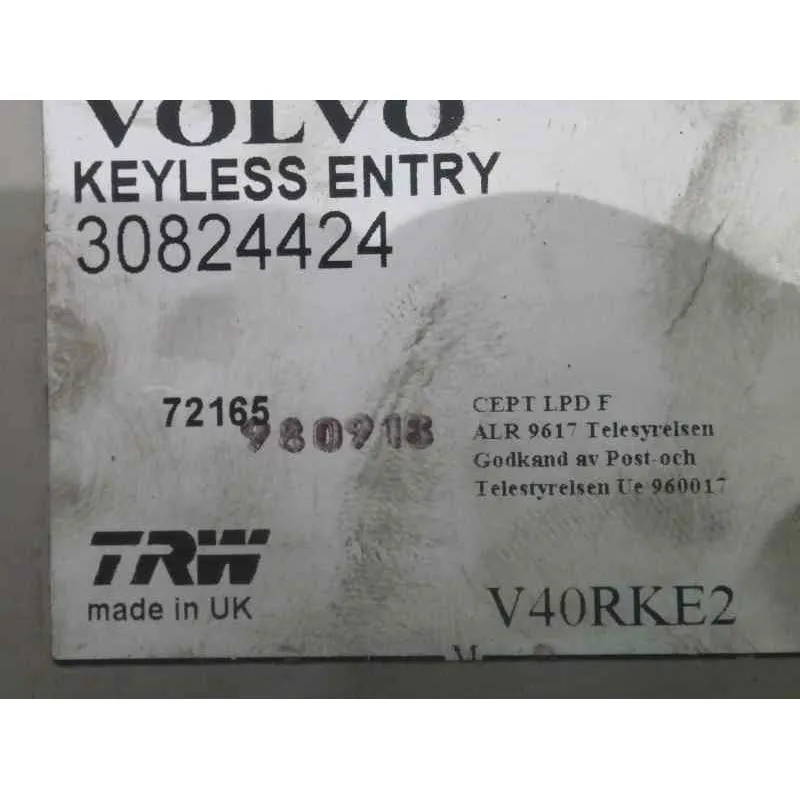 VOLVO
KEYLESS ENTRY
30824424
72165
980918
CEPT LPD F
ALR 9617 Telesyrelsen
Godkand av Post-och
Telestyrelsen Ue 960017
TRW
made in UK
V40RKE2
M